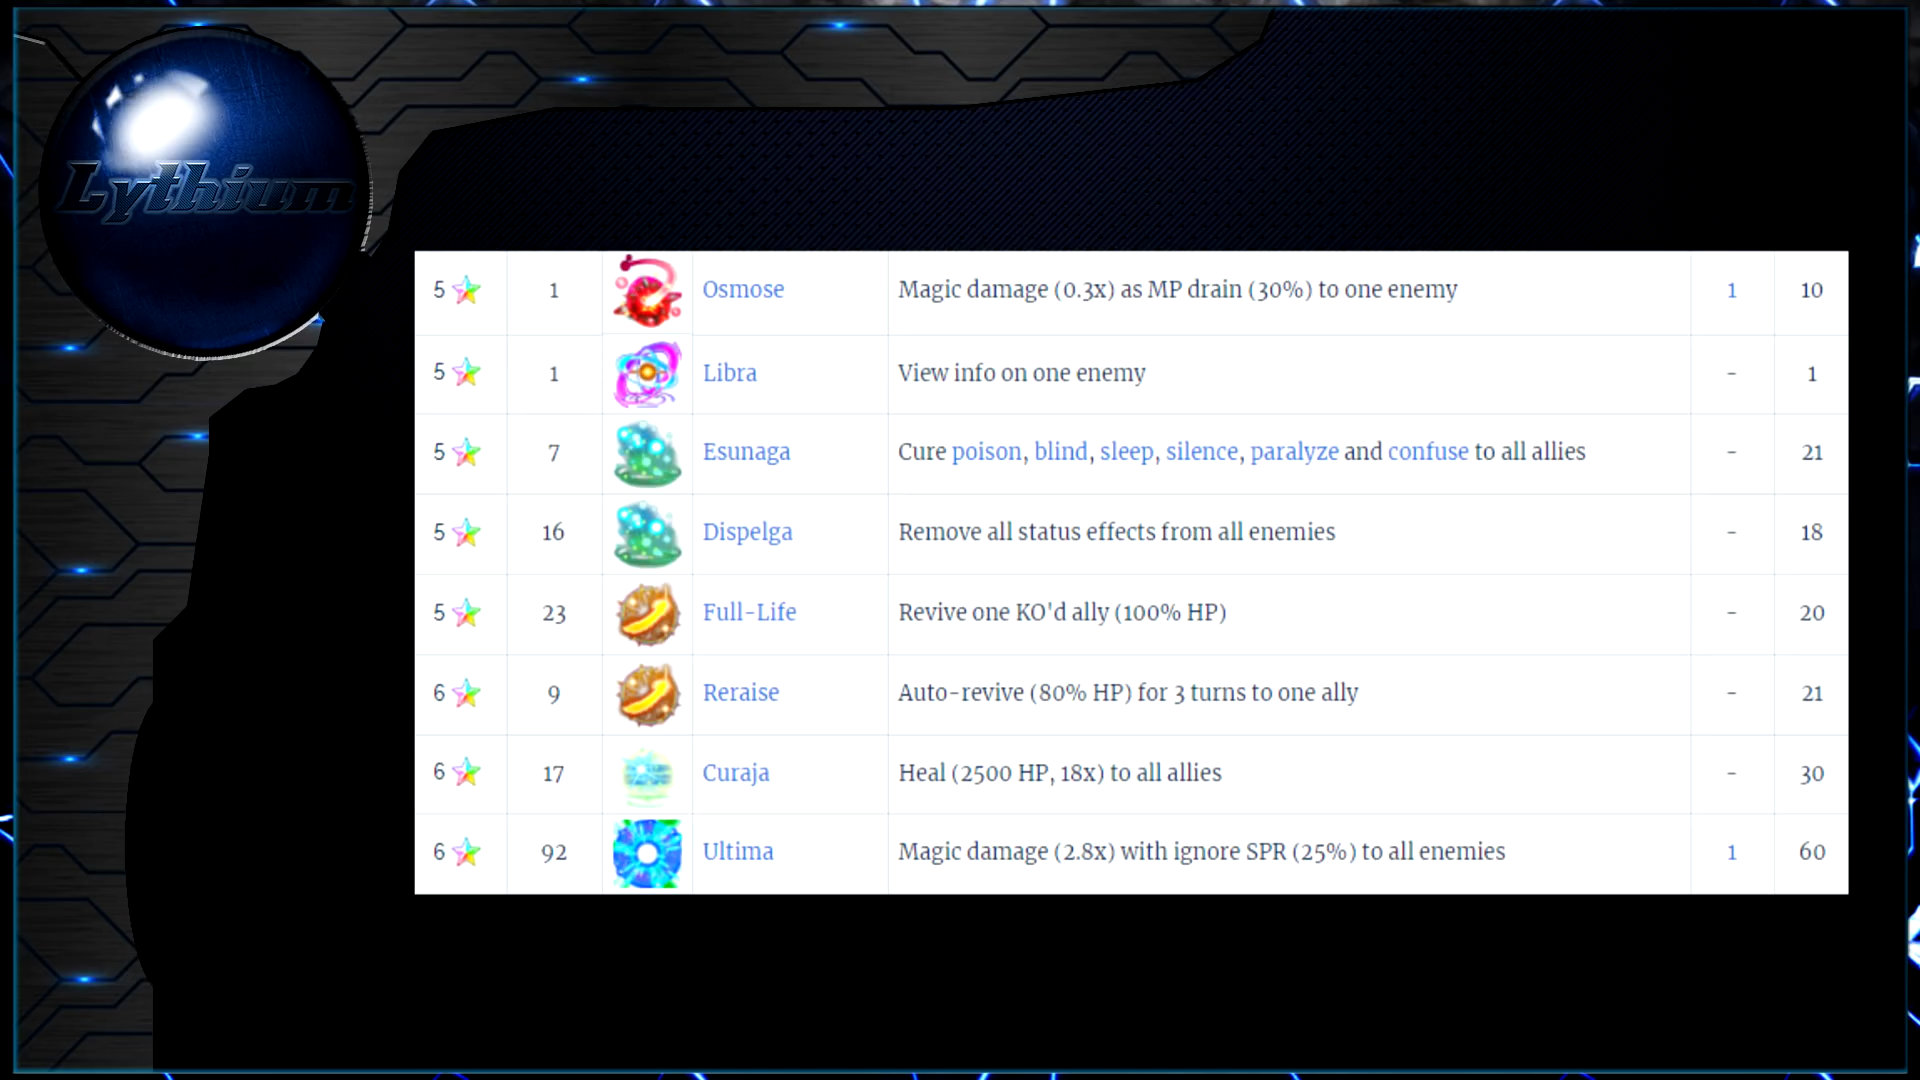 Lythium
5 1 Osmose Magic damage (0.3x) as MP drain (30%) to one enemy 1 10
5 1 Libra View info on one enemy - 1
5 7 Esunaga Cure poison, blind, sleep, silence, paralyze and confuse to all allies - 21
5 16 Dispelga Remove all status effects from all enemies - 18
5 23 Full-Life Revive one KO'd ally (100% HP) - 20
6 9 Reraise Auto-revive (80% HP) for 3 turns to one ally - 21
6 17 Curaja Heal (2500 HP, 18x) to all allies - 30
6 92 Ultima Magic damage (2.8x) with ignore SPR (25%) to all enemies 1 60